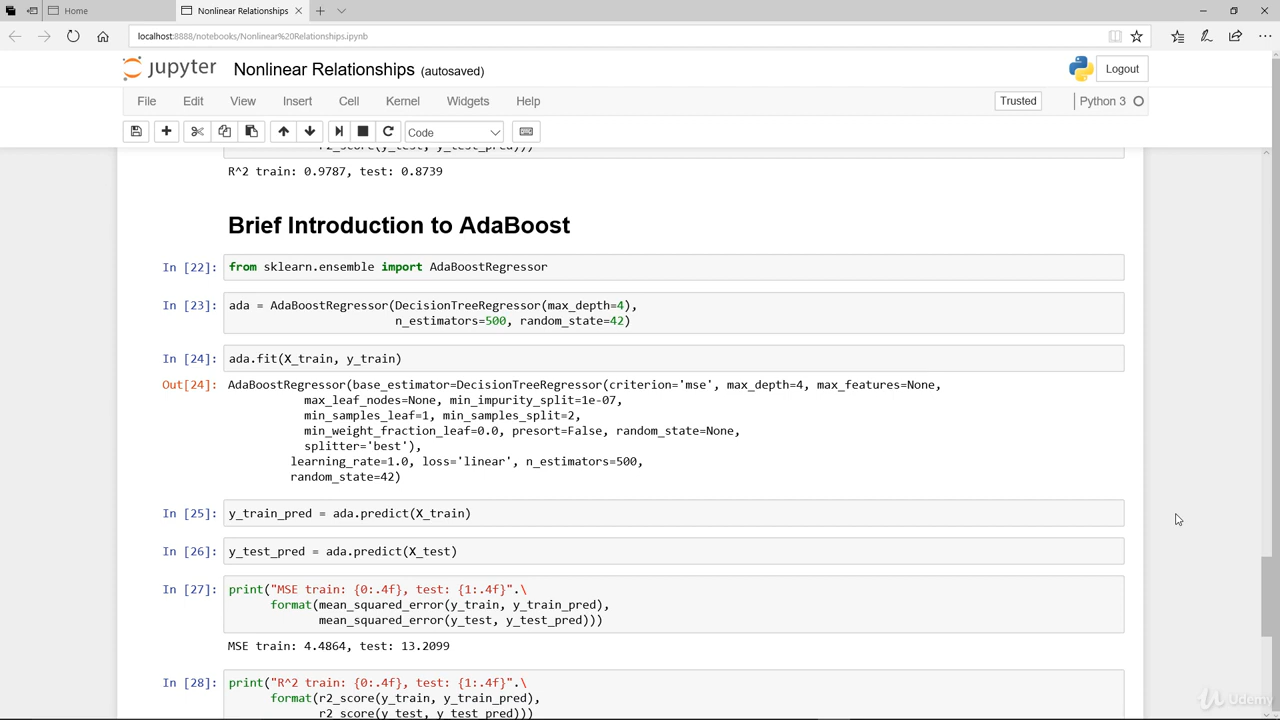 Home
Nonlinear Relationships
localhost:8888/notebooks/Nonlinear%20Relationships.ipynb
jupyter Nonlinear Relationships (autosaved)
Logout
File Edit View Insert Cell Kernel Widgets Help
Trusted
Python 3
Code
r2_score(y_test, y_test_pred)))
R^2 train: 0.9787, test: 0.8739
Brief Introduction to AdaBoost
In [22]: from sklearn.ensemble import AdaBoostRegressor
In [23]: ada = AdaBoostRegressor(DecisionTreeRegressor(max_depth=4),
n_estimators=500, random_state=42)
In [24]: ada.fit(X_train, y_train)
Out[24]: AdaBoostRegressor(base_estimator=DecisionTreeRegressor(criterion='mse', max_depth=4, max_features=None,
max_leaf_nodes=None, min_impurity_split=1e-07,
min_samples_leaf=1, min_samples_split=2,
min_weight_fraction_leaf=0.0, presort=False, random_state=None,
splitter='best'),
learning_rate=1.0, loss='linear', n_estimators=500,
random_state=42)
In [25]: y_train_pred = ada.predict(X_train)
In [26]: y_test_pred = ada.predict(X_test)
In [27]: print("MSE train: {0:.4f}, test: {1:.4f}".\
format(mean_squared_error(y_train, y_train_pred),
mean_squared_error(y_test, y_test_pred)))
MSE train: 4.4864, test: 13.2099
In [28]: print("R^2 train: {0:.4f}, test: {1:.4f}".\
format(r2_score(y_train, y_train_pred),
r2_score(y_test, y_test_pred)))
Udemy